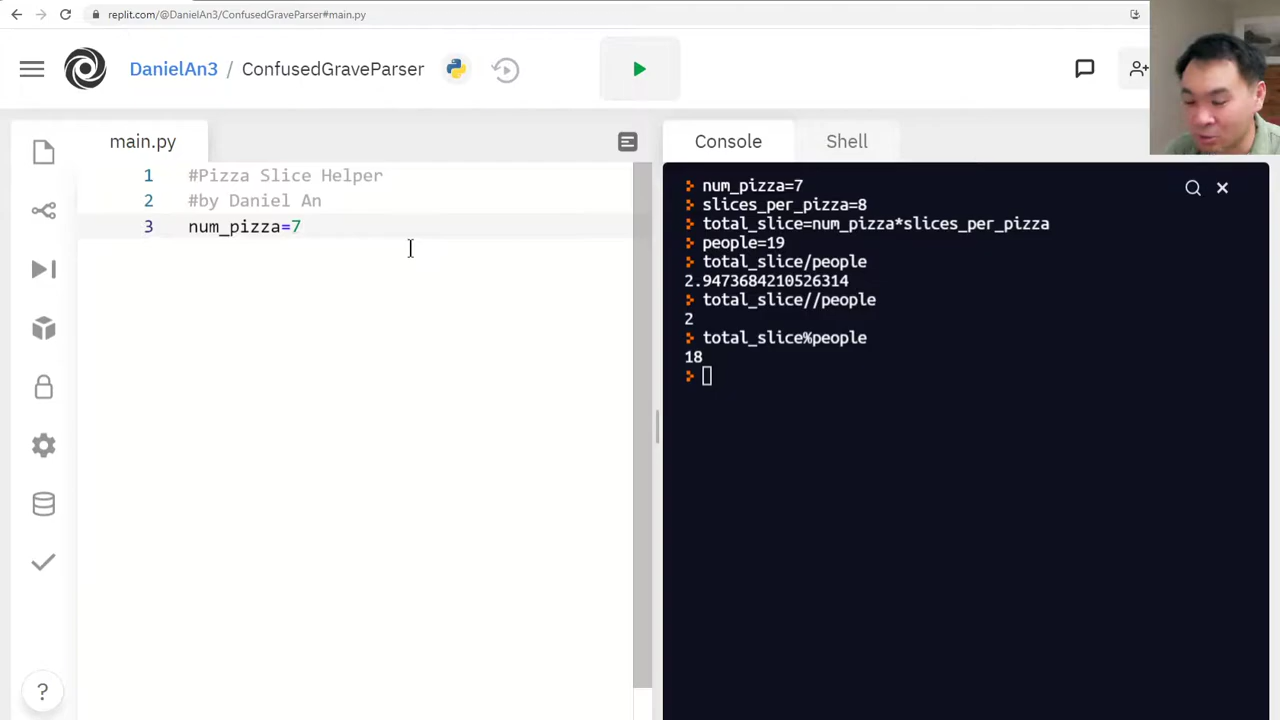 replit.com/@DanielAn3/ConfusedGraveParser#main.py
DanielAn3 / ConfusedGraveParser
main.py
1 #Pizza Slice Helper
2 #by Daniel An
3 num_pizza=7
?
Console Shell
num_pizza=7
slices_per_pizza=8
total_slice=num_pizza*slices_per_pizza
people=19
total_slice/people
2.9473684210526314
total_slice//people
2
total_slice%people
18